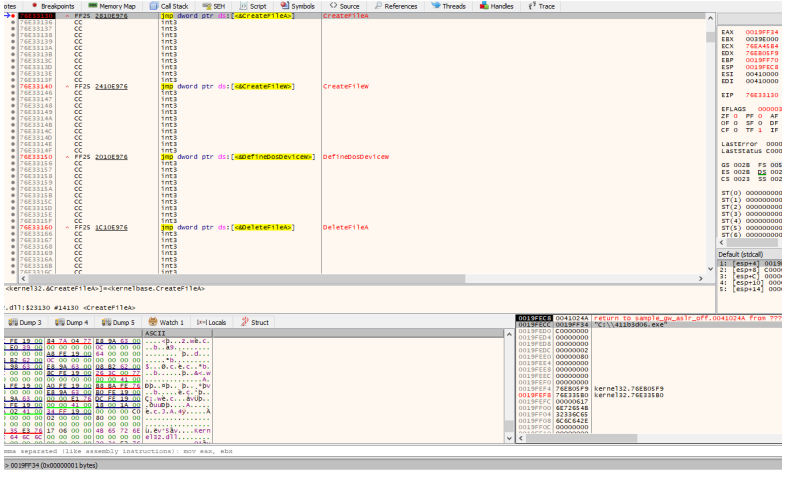 otes Breakpoints Memory Map Call Stack SEH Script Symbols Source References Threads Handles Trace
76E33130 FF25 2810E976 jmp dword ptr ds:[<&CreateFileA>] CreateFileA
76E33136 CC int3
76E33137 CC int3
76E33138 CC int3
76E33139 CC int3
76E3313A CC int3
76E3313B CC int3
76E3313C CC int3
76E3313D CC int3
76E3313E CC int3
76E3313F CC int3
76E33140 FF25 2410E976 jmp dword ptr ds:[<&CreateFileW>] CreateFileW
76E33146 CC int3
76E33147 CC int3
76E33148 CC int3
76E33149 CC int3
76E3314A CC int3
76E3314B CC int3
76E3314C CC int3
76E3314D CC int3
76E3314E CC int3
76E3314F CC int3
76E33150 FF25 2010E976 jmp dword ptr ds:[<&DefineDosDeviceW>] DefineDosDeviceW
76E33156 CC int3
76E33157 CC int3
76E33158 CC int3
76E33159 CC int3
76E3315A CC int3
76E3315B CC int3
76E3315C CC int3
76E3315D CC int3
76E3315E CC int3
76E3315F CC int3
76E33160 FF25 1C10E976 jmp dword ptr ds:[<&DeleteFileA>] DeleteFileA
76E33166 CC int3
76E33167 CC int3
76E33168 CC int3
76E33169 CC int3
76E3316A CC int3
76E3316B CC int3
76E3316C CC int3
EAX 0019FF34
EBX 0039E000
ECX 76EA45B4
EDX 76EB05F9
EBP 0019FF70
ESP 0019FEC8
ESI 00410000
EDI 00410000
EIP 76E33130
EFLAGS 000003
ZF 0 PF 0 AF
OF 0 SF 0 DF
CF 0 TF 1 IF
LastError 0000
LastStatus C000
GS 002B FS 005
ES 002B DS 002
CS 0023 SS 002
ST(0) 000000000
ST(1) 000000000
ST(2) 000000000
ST(3) 000000000
ST(4) 000000000
ST(5) 000000000
ST(6) 000000000
Default (stdcall)
1: [esp+4] 0019
2: [esp+8] C000
3: [esp+C] 0000
4: [esp+10] 0000
5: [esp+14] 0000
<kernel32.&CreateFileA>]=<kernelbase.CreateFileA>
.dll:$23130 #14130 <CreateFileA>
Dump 3 Dump 4 Dump 5 Watch 1 Locals Struct
ASCII
0019FEC8 0041024A return to sample_gw_aslr_off.0041024A from ???
0019FECC 0019FF34 "C:\\411b3d06.exe"
0019FED0 C0000000
0019FED4 00000000
0019FED8 00000000
0019FEDC 00000002
0019FEE0 00000080
0019FEE4 00000000
0019FEE8 00000000
0019FEEC 00000000
0019FEF0 00000000
0019FEF4 76EB05F9 kernel32.76EB05F9
0019FEF8 76E335B0 kernel32.76E335B0
0019FEFC 00000617
0019FF00 6E72654B
0019FF04 32336C65
0019FF08 6C6C642E
0019FF0C 00000000
mma separated (like assembly instructions): mov eax, ebx
> 0019FF34 (0x00000001 bytes)